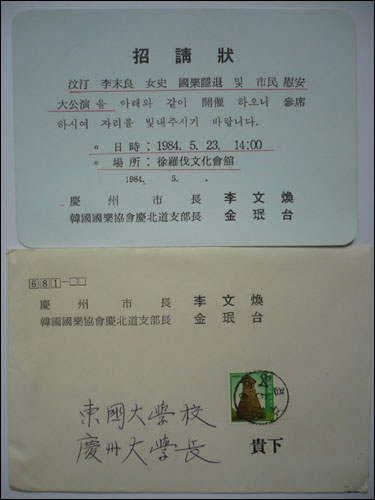 招請狀
汶汀 李末良 女史 國樂隱退 및 市民 慰安
大公演을 아래와 같이 開催 하오니 參席
하시여 자리를 빛내주시기 바랍니다.
○ 日時 : 1984. 5. 23. 14:00
○ 場所 : 徐羅伐文化會館
1984. 5.
慶州市長 李文煥
韓國國樂協會慶北道支部長 金珉台
681-□□
慶州市長 李文煥
韓國國樂協會慶北道支部長 金珉台
東國大學校
慶州大學長 貴下